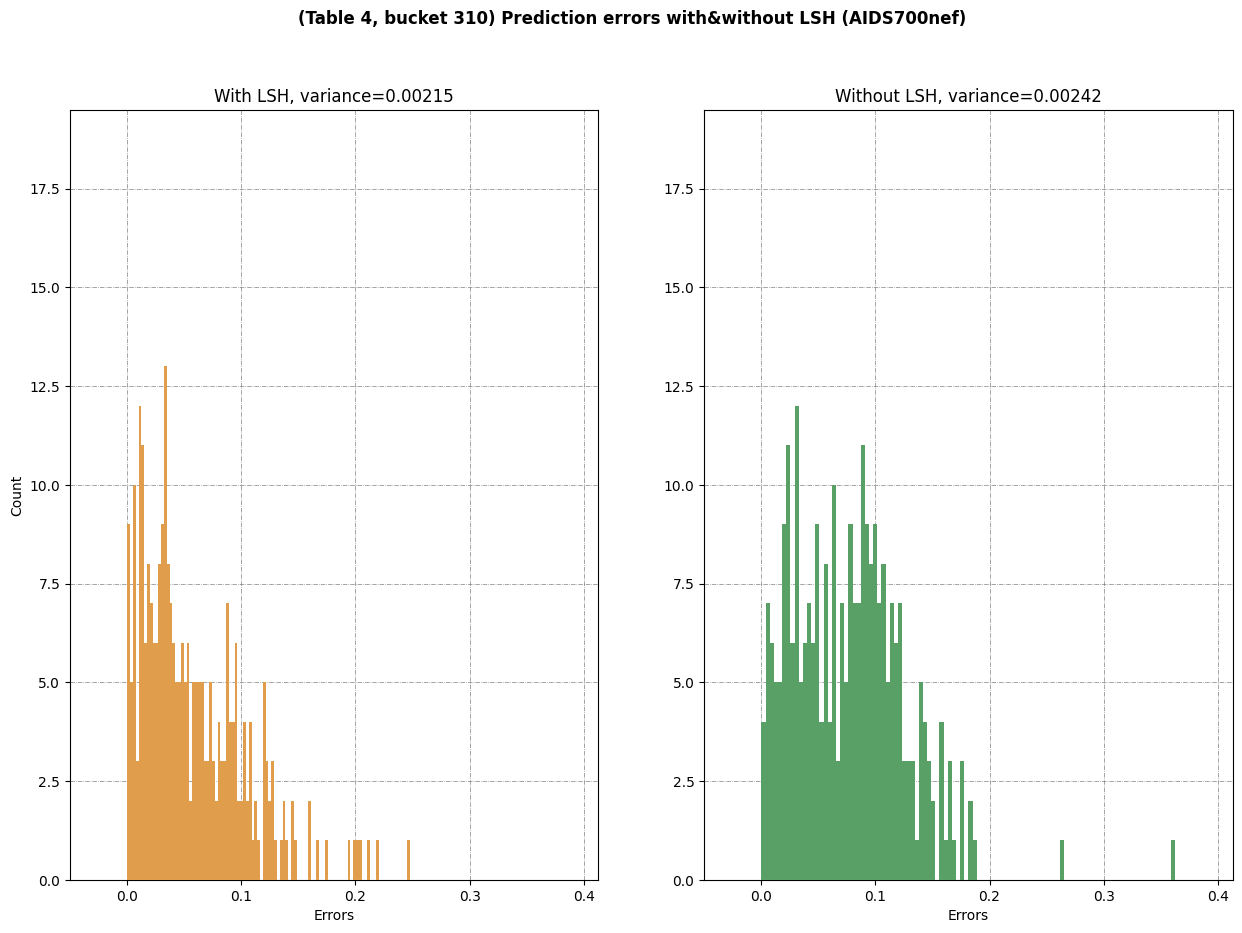 (Table 4, bucket 310) Prediction errors with&without LSH (AIDS700nef)
With LSH, variance=0.00215
17.5
15.0
12.5
10.0
7.5
5.0
2.5
0.0
Count
0.0 0.1 0.2 0.3 0.4
Errors
Without LSH, variance=0.00242
17.5
15.0
12.5
10.0
7.5
5.0
2.5
0.0
0.0 0.1 0.2 0.3 0.4
Errors